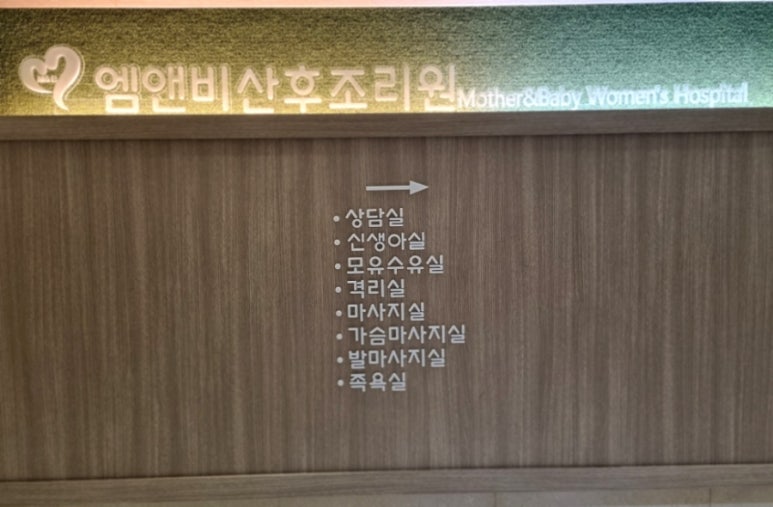 엠앤비산후조리원 Mother&Baby Women's Hospital
→
• 상담실
• 신생아실
• 모유수유실
• 격리실
• 마사지실
• 가슴마사지실
• 발마사지실
• 족욕실